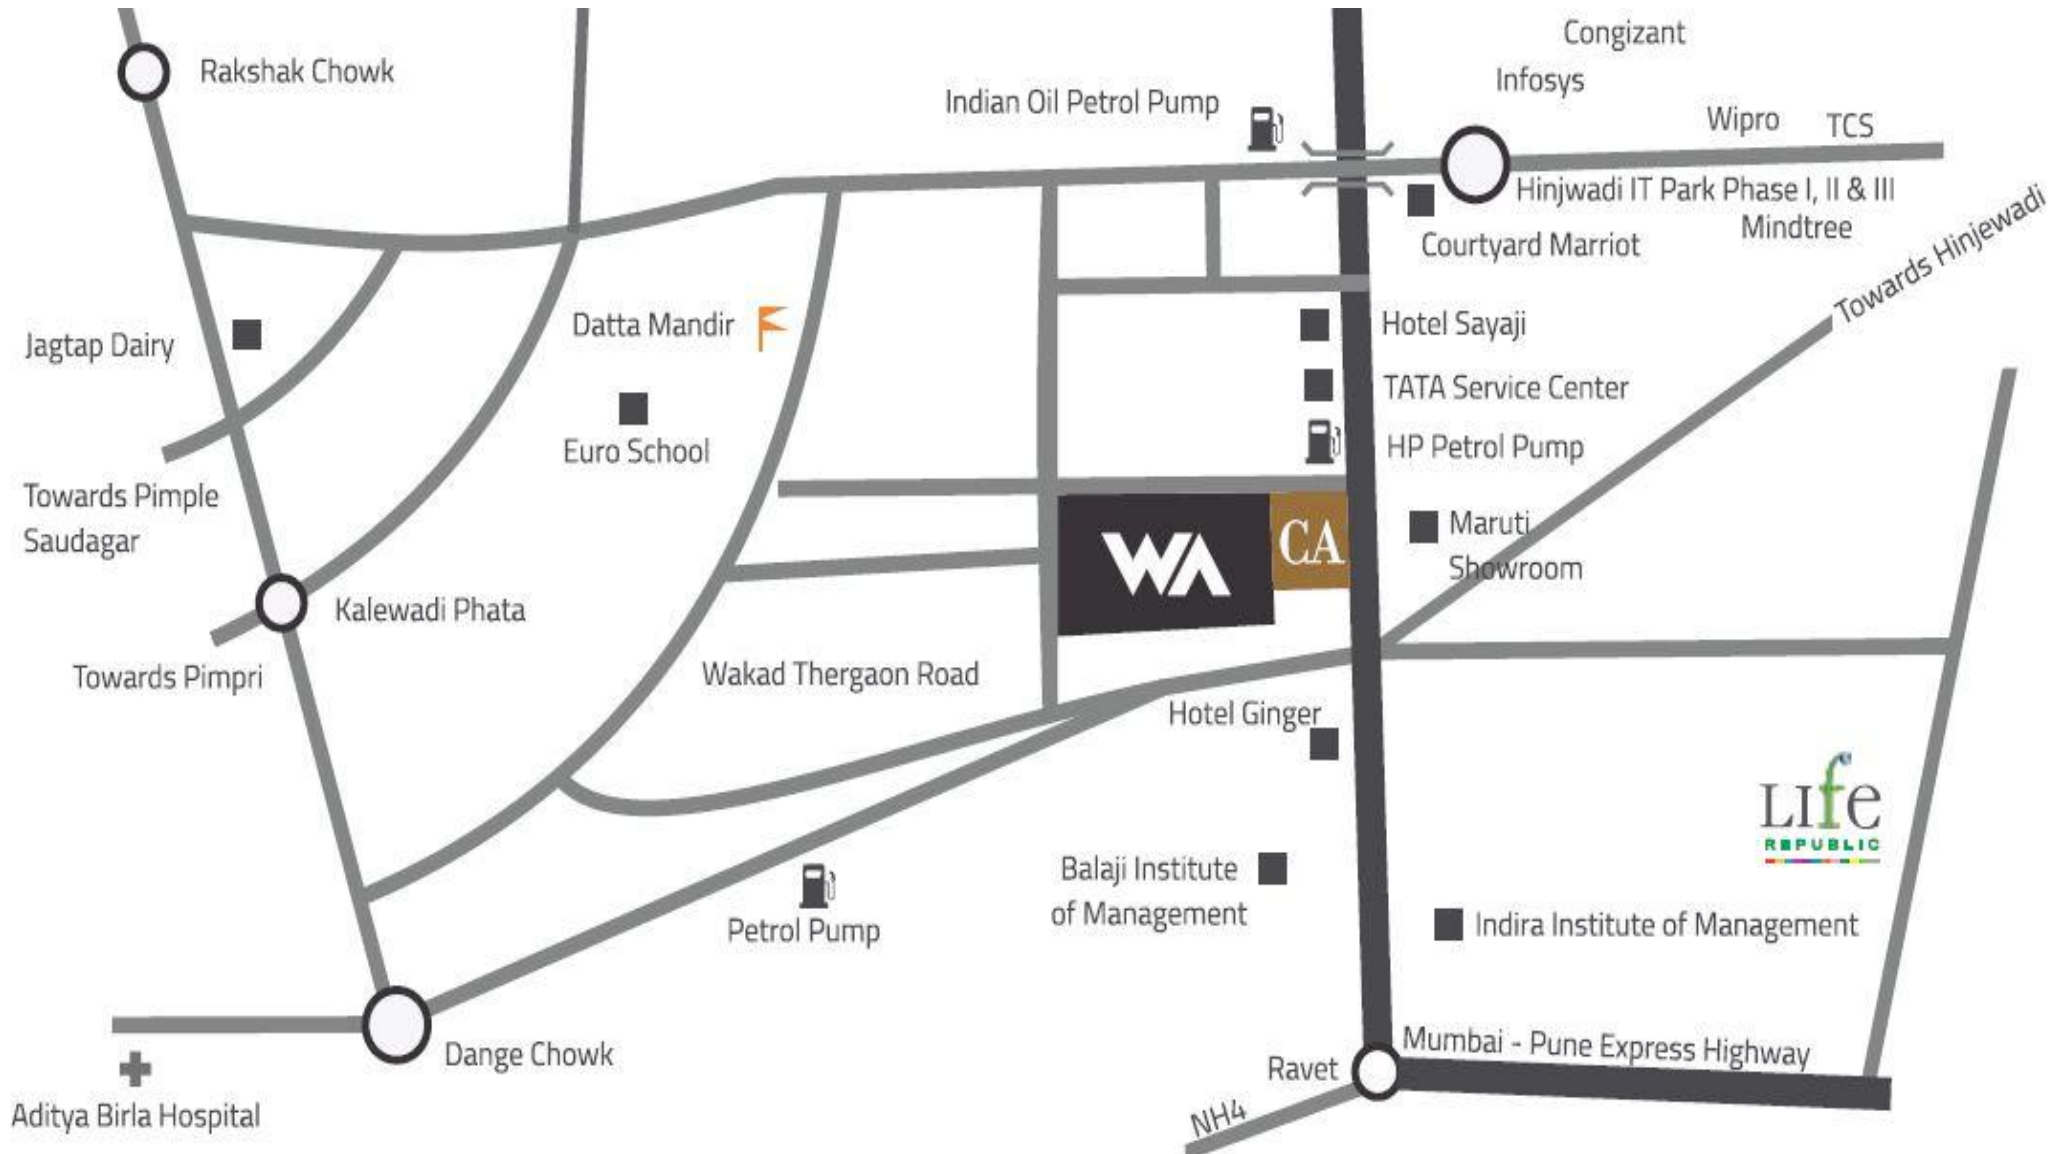 Congizant
Rakshak Chowk
Infosys
Indian Oil Petrol Pump
Wipro
TCS
Hinjwadi IT Park Phase I, II & III
Mindtree
Courtyard Marriot
Towards Hinjewadi
Datta Mandir
Hotel Sayaji
Jagtap Dairy
TATA Service Center
Euro School
HP Petrol Pump
Towards Pimple
Saudagar
WA
CA
Maruti
Showroom
Kalewadi Phata
Towards Pimpri
Wakad Thergaon Road
Hotel Ginger
LIfe
REPUBLIC
Balaji Institute
of Management
Petrol Pump
Indira Institute of Management
Dange Chowk
Mumbai - Pune Express Highway
Ravet
NH4
Aditya Birla Hospital